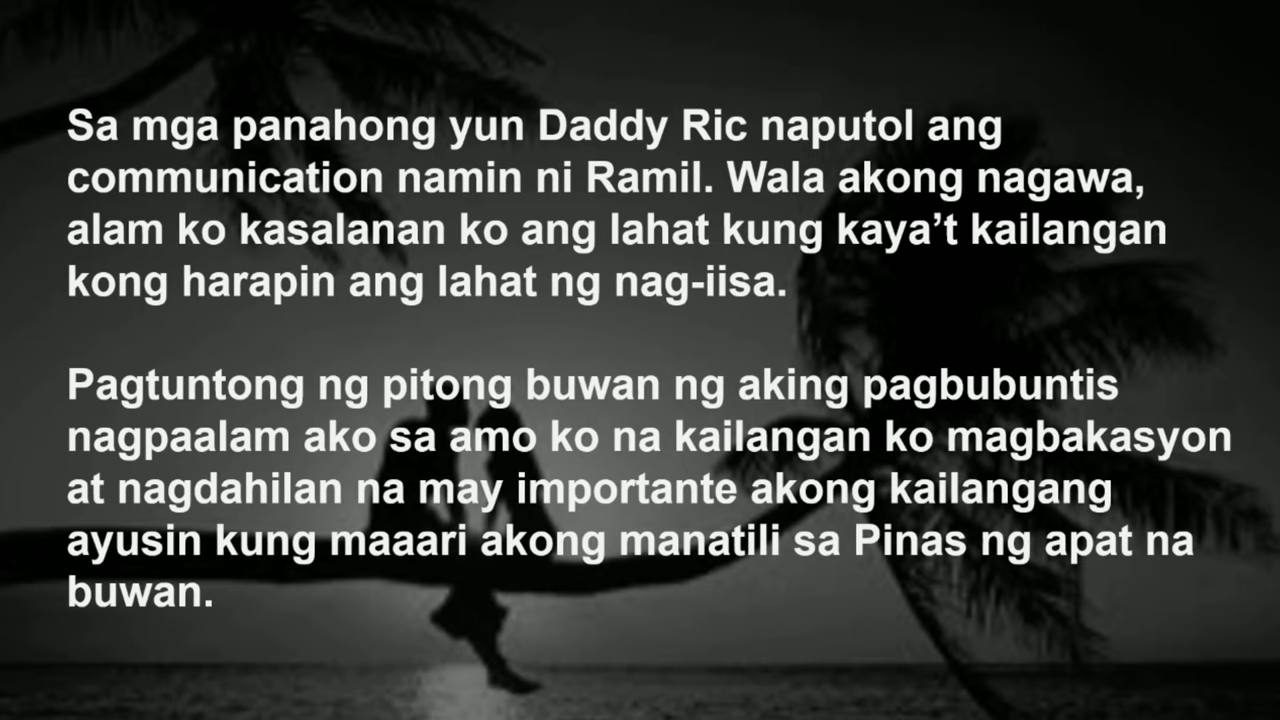 Sa mga panahong yun Daddy Ric naputol ang
communication namin ni Ramil. Wala akong nagawa,
alam ko kasalanan ko ang lahat kung kaya’t kailangan
kong harapin ang lahat ng nag-iisa.
Pagtuntong ng pitong buwan ng aking pagbubuntis
nagpaalam ako sa amo ko na kailangan ko magbakasyon
at nagdahilan na may importante akong kailangang
ayusin kung maaari akong manatili sa Pinas ng apat na
buwan.